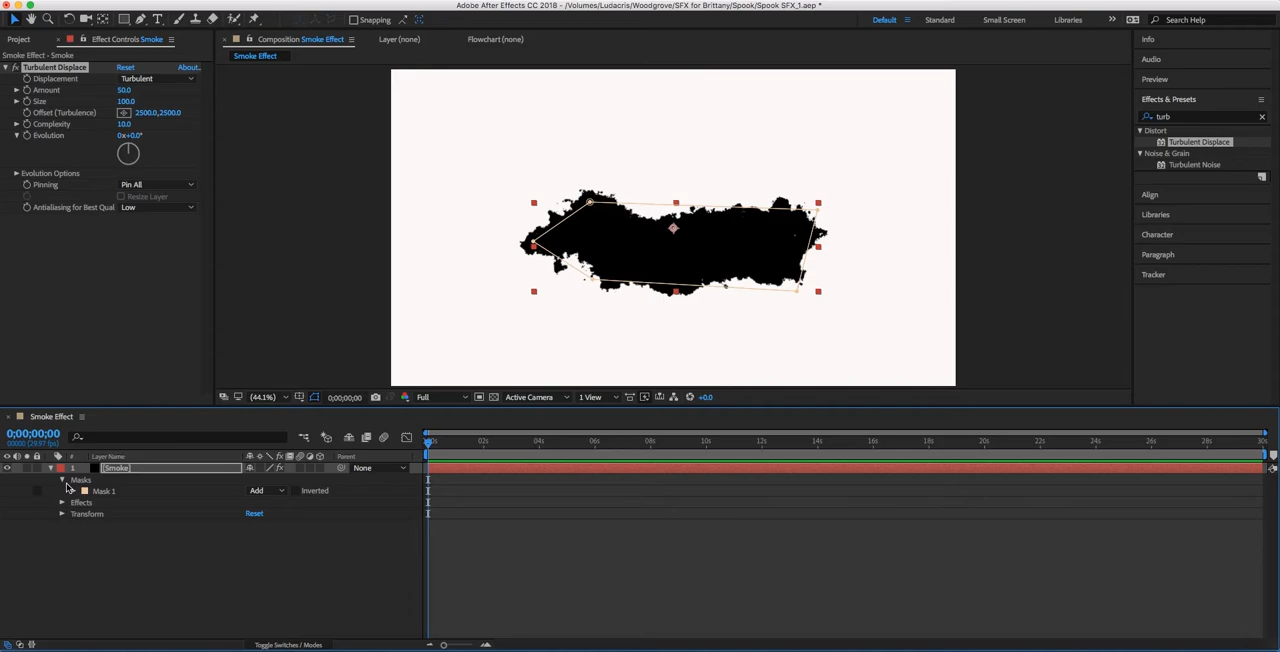 Adobe After Effects CC 2018 - /Volumes/Ludacris/Woodgrove/SFX for Brittany/Spook/Spook SFX_1.aep *
Snapping
Default
Standard
Small Screen
Libraries
Search Help
Project
Effect Controls Smoke
Composition Smoke Effect
Layer (none)
Flowchart (none)
Smoke Effect • Smoke
Smoke Effect
fx Turbulent Displace
Reset
About..
Displacement
Turbulent
Amount
50.0
Size
100.0
Offset (Turbulence)
2500.0,2500.0
Complexity
10.0
Evolution
0x+0.0°
Evolution Options
Pinning
Pin All
Resize Layer
Antialiasing for Best Qual
Low
Info
Audio
Preview
Effects & Presets
turb
Distort
Turbulent Displace
Noise & Grain
Turbulent Noise
Align
Libraries
Character
Paragraph
Tracker
(44.1%)
0;00;00;00
Full
Active Camera
1 View
+0.0
Smoke Effect
0;00;00;00
00000 (29.97 fps)
02s
04s
06s
08s
10s
12s
14s
16s
18s
20s
22s
24s
26s
28s
30s
#
Layer Name
Parent
1
[Smoke]
None
Masks
Mask 1
Add
Inverted
Effects
Transform
Reset
Toggle Switches / Modes